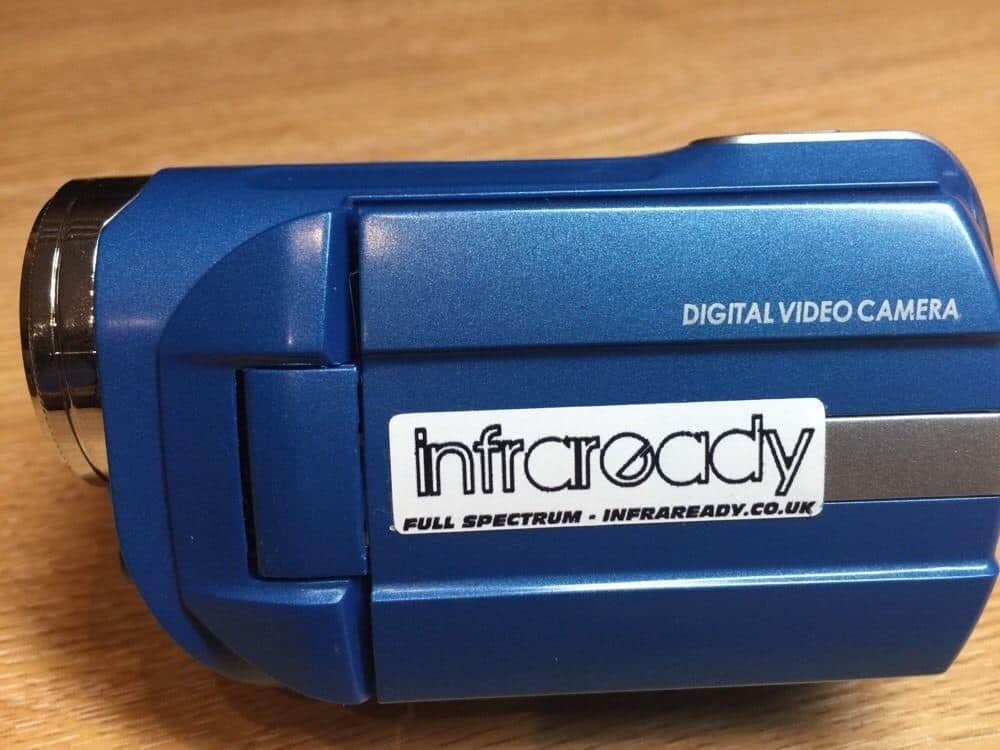 DIGITAL VIDEO CAMERA
infraready
FULL SPECTRUM - INFRAREADY.CO.UK